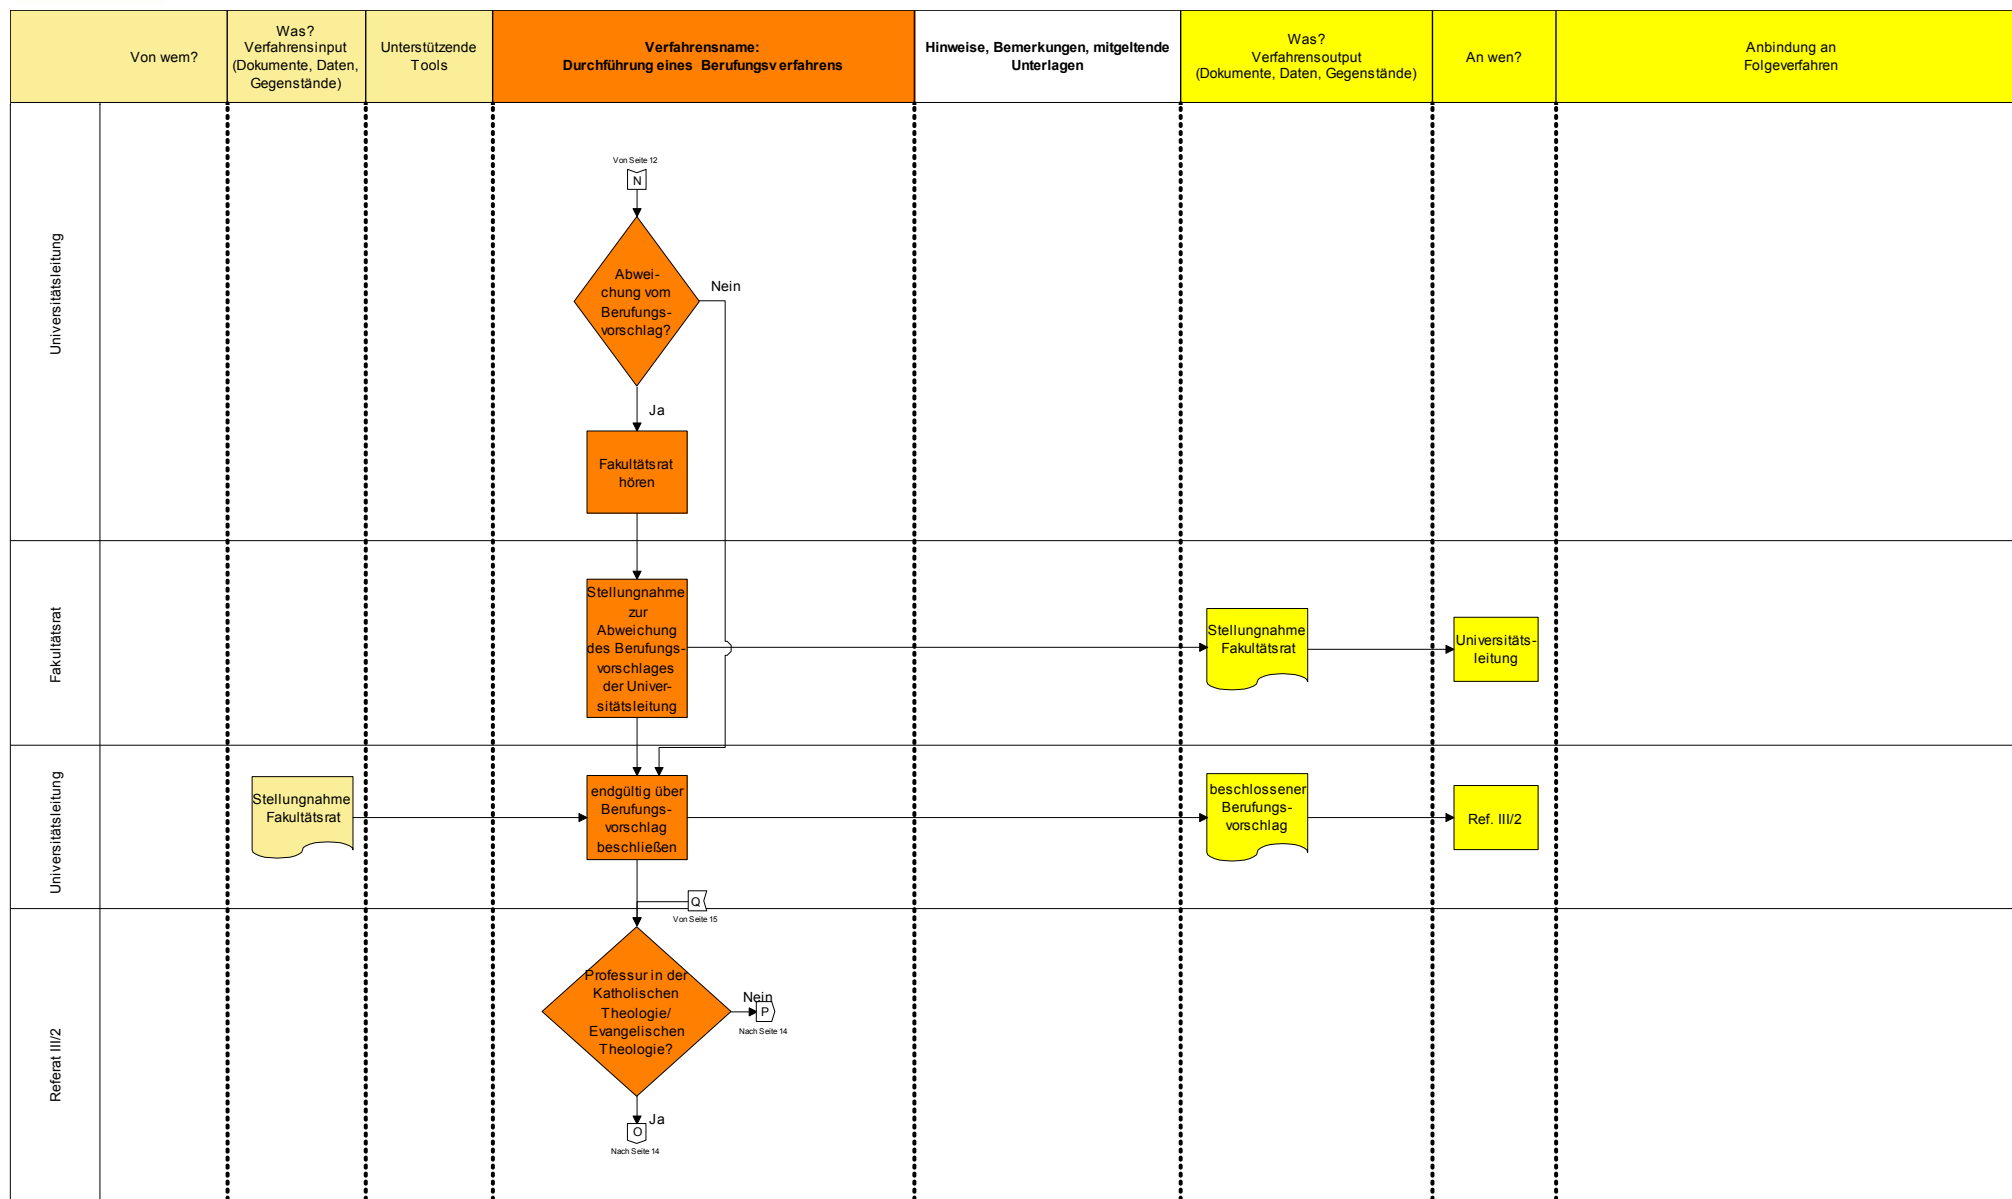 Von wem?
Was?
Verfahrensinput
(Dokumente, Daten,
Gegenstände)
Unterstützende
Tools
Verfahrensname:
Durchführung eines Berufungsverfahrens
Hinweise, Bemerkungen, mitgeltende
Unterlagen
Was?
Verfahrensoutput
(Dokumente, Daten, Gegenstände)
An wen?
Anbindung an
Folgeverfahren
Universitätsleitung
Von Seite 12
N
Abwei-
chung vom
Berufungs-
vorschlag?
Nein
Ja
Fakultätsrat
hören
Fakultätsrat
Stellungnahme
zur
Abweichung
des Berufungs-
vorschlages
der Univer-
sitätsleitung
Stellungnahme
Fakultätsrat
Universitäts-
leitung
Universitätsleitung
Stellungnahme
Fakultätsrat
endgültig über
Berufungs-
vorschlag
beschließen
beschlossener
Berufungs-
vorschlag
Ref. III/2
Q
Von Seite 15
Referat III/2
Professur in der
Katholischen
Theologie/
Evangelischen
Theologie?
Nein
P
Nach Seite 14
Ja
O
Nach Seite 14